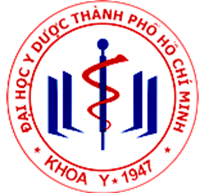 ĐẠI HỌC Y DƯỢC THÀNH PHỐ HỒ CHÍ MINH
KHOA Y ★ 1947